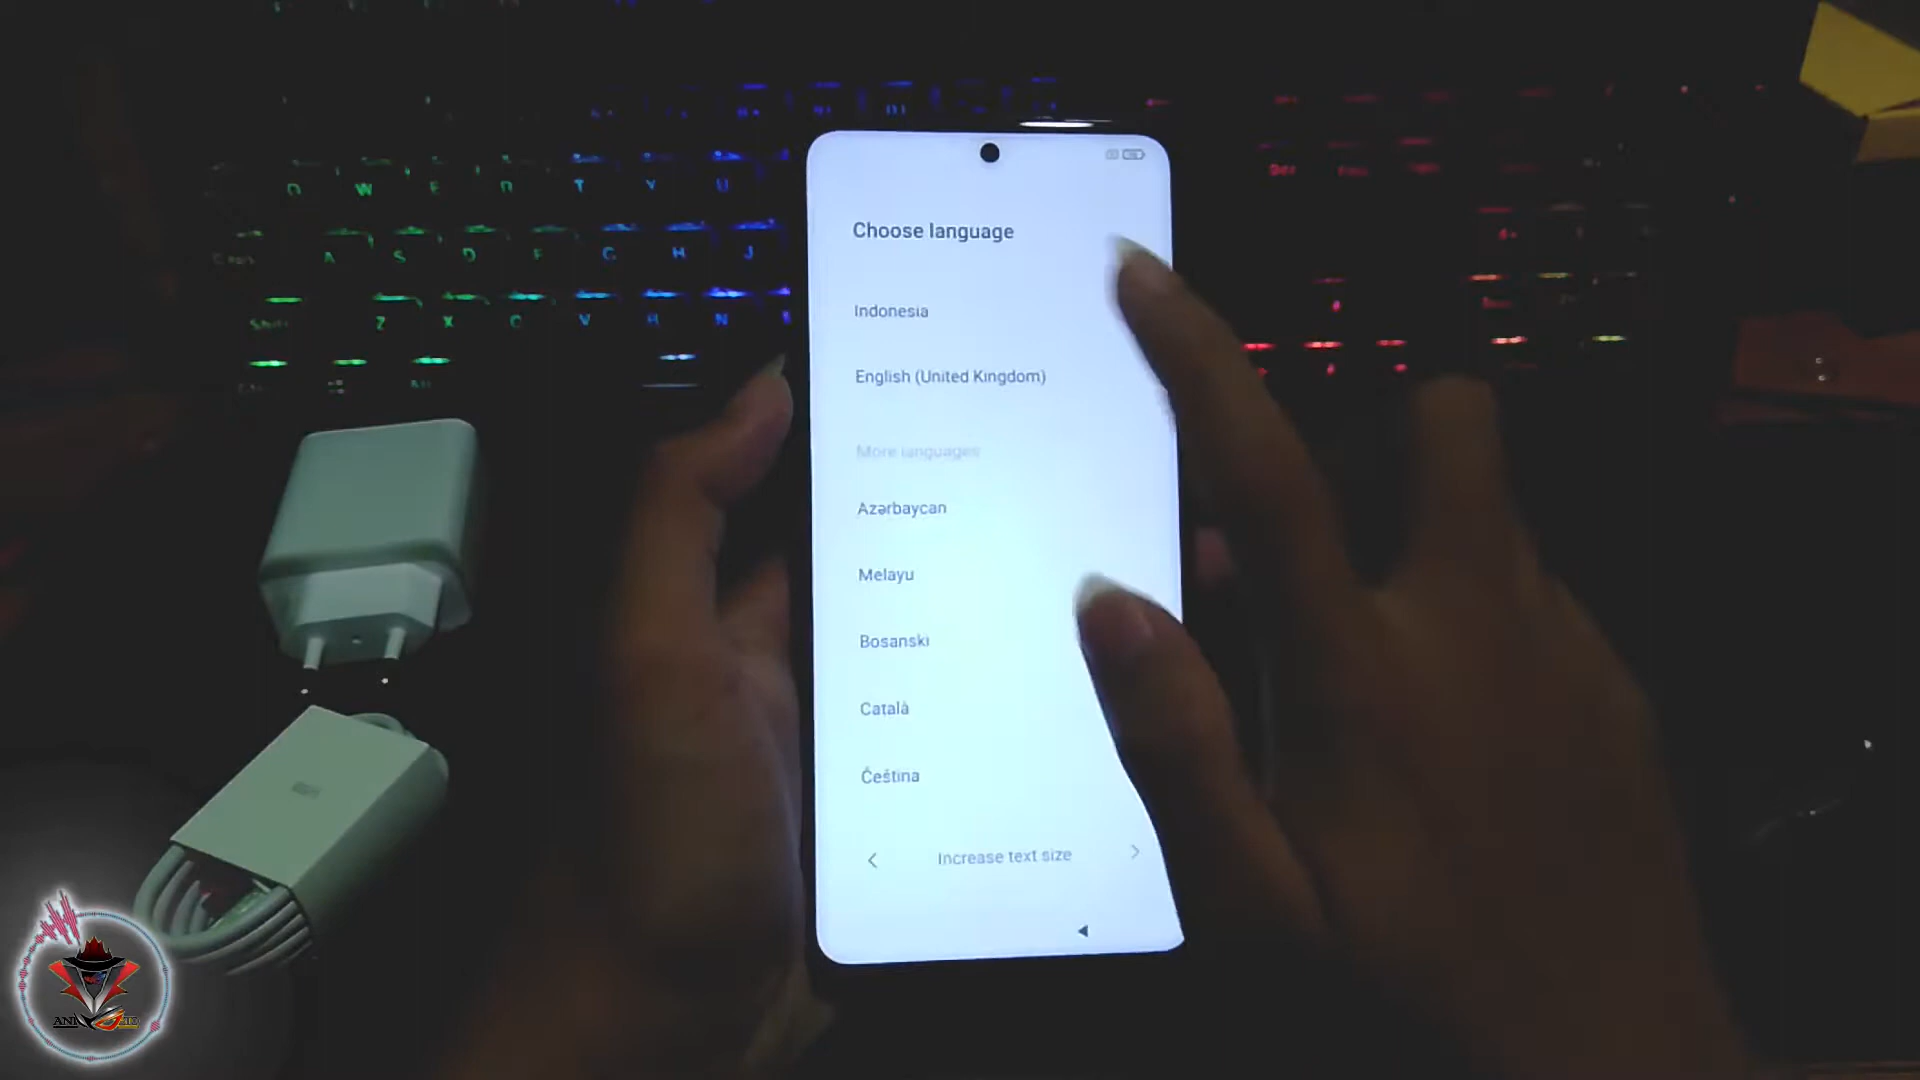 W E R T Y U
Choose language
A S D F G H J
Indonesia
Z X C V B N
English (United Kingdom)
More languages
Azərbaycan
Melayu
Bosanski
Català
Čeština
Increase text size